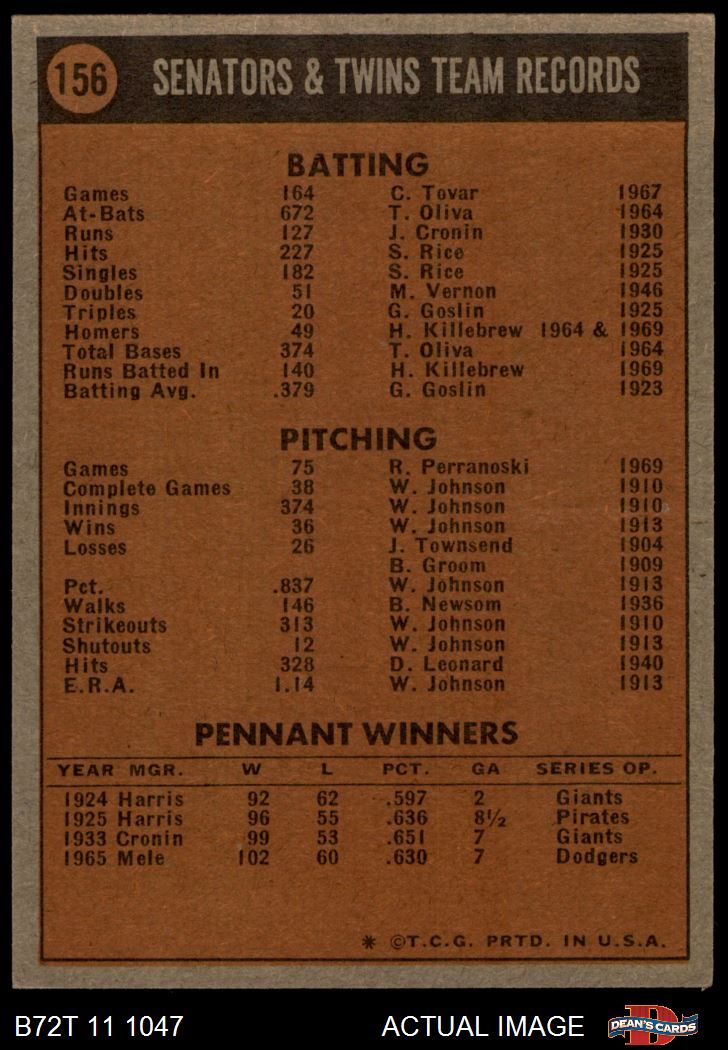 156 SENATORS & TWINS TEAM RECORDS
BATTING
Games 164 C. Tovar 1967
At-Bats 672 T. Oliva 1964
Runs 127 J. Cronin 1930
Hits 227 S. Rice 1925
Singles 182 S. Rice 1925
Doubles 51 M. Vernon 1946
Triples 20 G. Goslin 1925
Homers 49 H. Killebrew 1964 & 1969
Total Bases 374 T. Oliva 1964
Runs Batted In 140 H. Killebrew 1969
Batting Avg. .379 G. Goslin 1923
PITCHING
Games 75 R. Perranoski 1969
Complete Games 38 W. Johnson 1910
Innings 374 W. Johnson 1910
Wins 36 W. Johnson 1913
Losses 26 J. Townsend 1904
B. Groom 1909
Pct. .837 W. Johnson 1913
Walks 146 B. Newsom 1936
Strikeouts 313 W. Johnson 1910
Shutouts 12 W. Johnson 1913
Hits 328 D. Leonard 1940
E.R.A. 1.14 W. Johnson 1913
PENNANT WINNERS
YEAR MGR. W L PCT. GA SERIES OP.
1924 Harris 92 62 .597 2 Giants
1925 Harris 96 55 .636 8½ Pirates
1933 Cronin 99 53 .651 7 Giants
1965 Mele 102 60 .630 7 Dodgers
* ©T.C.G. PRTD. IN U.S.A.
B72T 11 1047 ACTUAL IMAGE DEAN'S CARDS